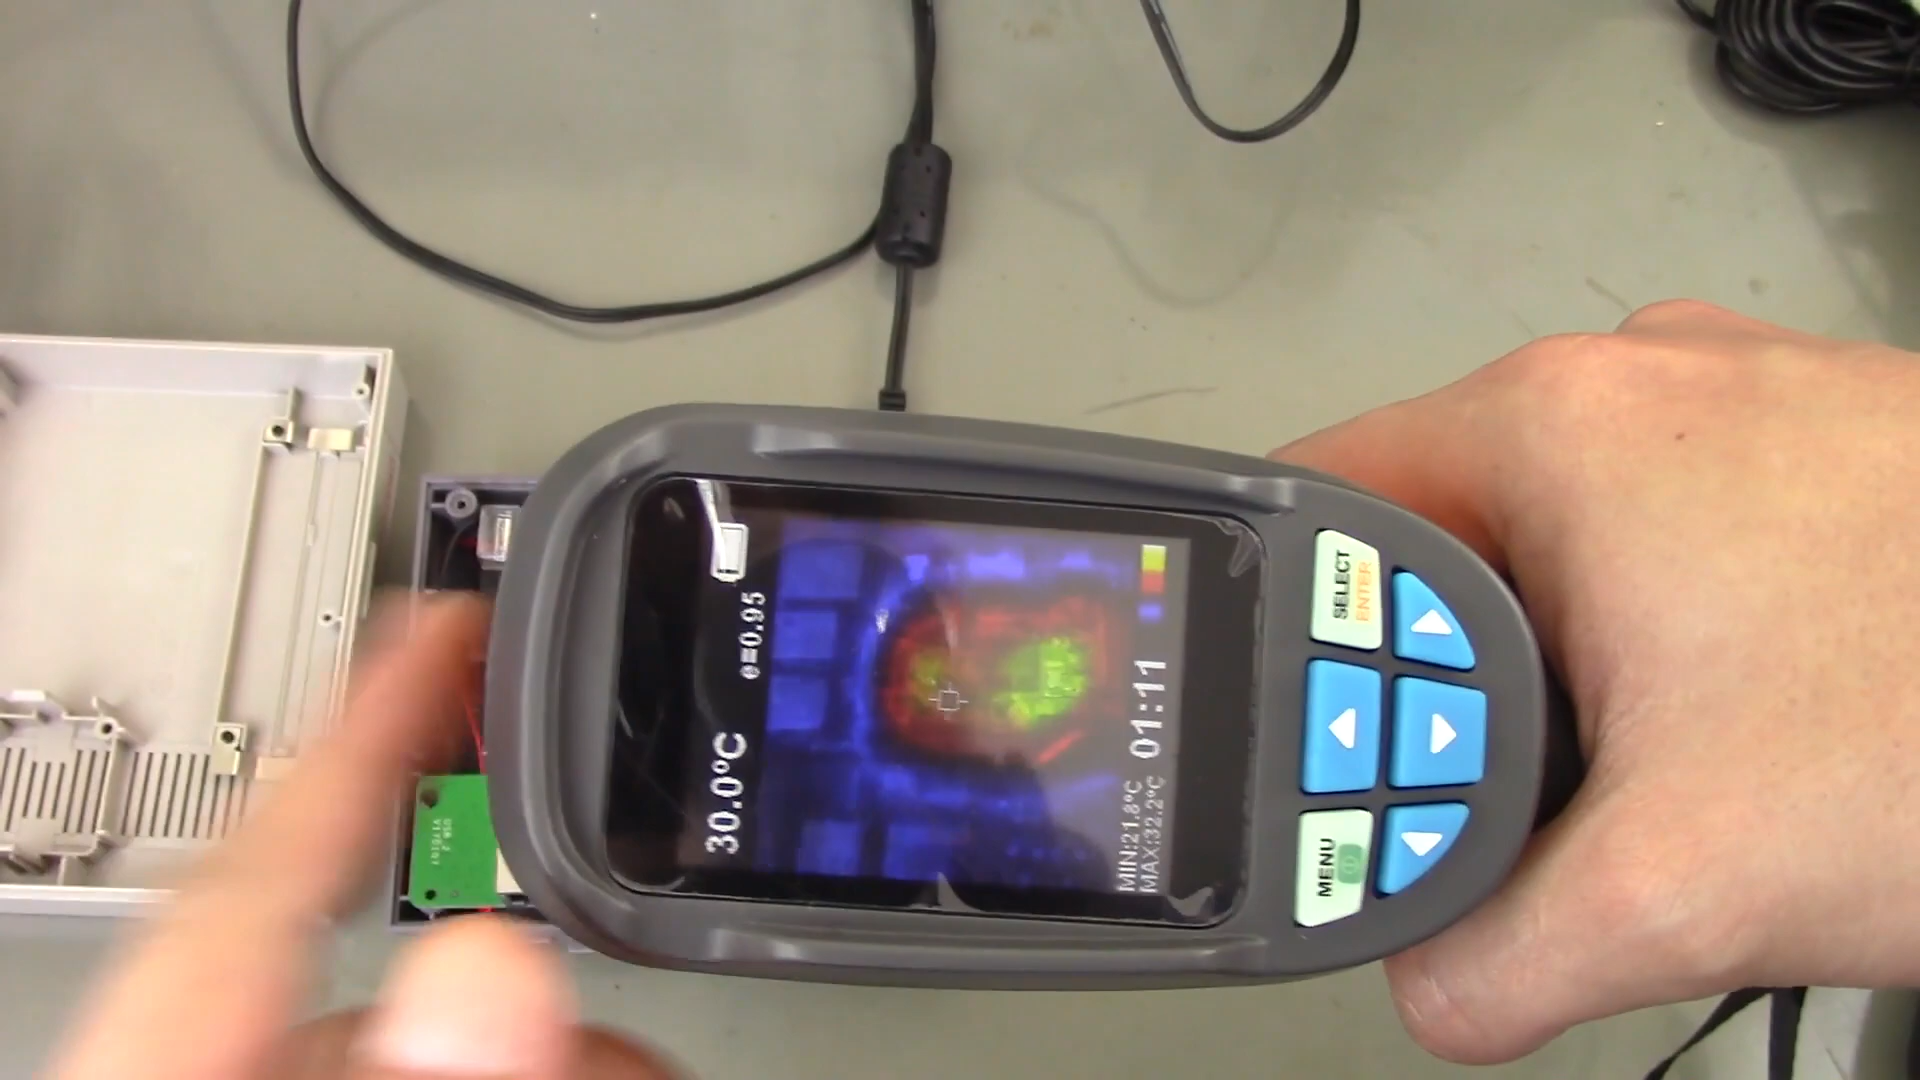 30.0°C
e=0.95
MIN:21.8°C
MAX:32.2°C
01:11
SELECT
ENTER
MENU